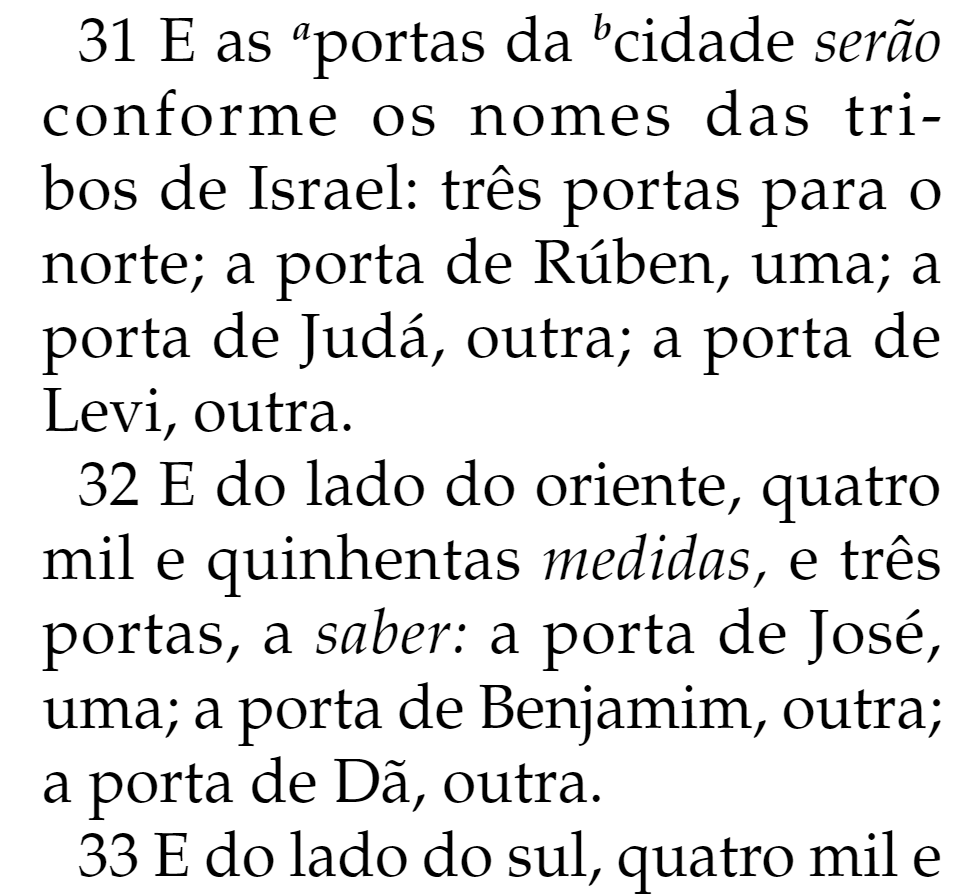 31 E as ᵃportas da ᵇcidade serão
conforme os nomes das tri-
bos de Israel: três portas para o
norte; a porta de Rúben, uma; a
porta de Judá, outra; a porta de
Levi, outra.
32 E do lado do oriente, quatro
mil e quinhentas medidas, e três
portas, a saber: a porta de José,
uma; a porta de Benjamim, outra;
a porta de Dã, outra.
33 E do lado do sul, quatro mil e